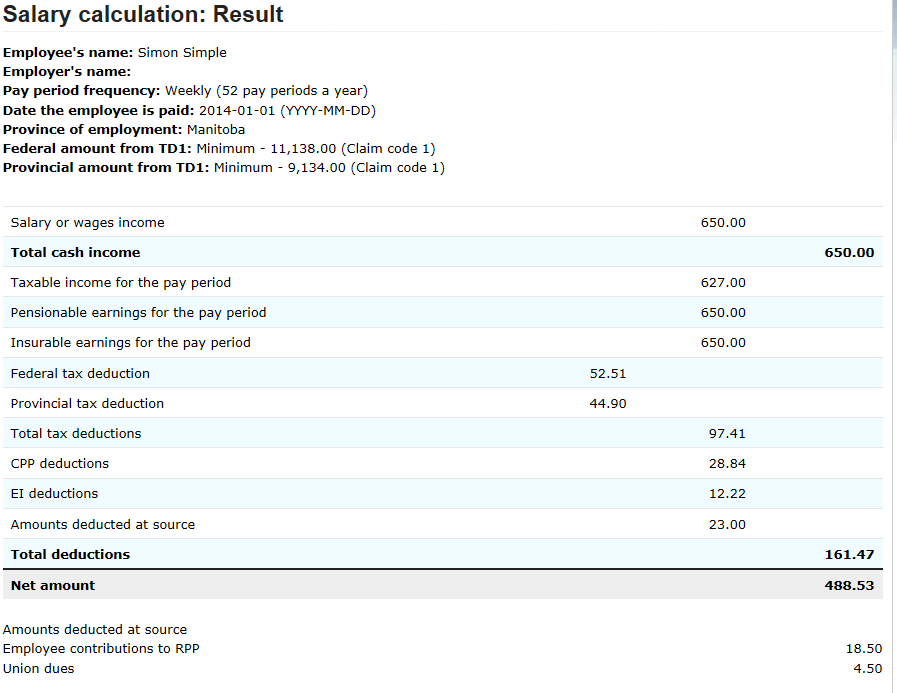 Salary calculation: Result
Employee's name: Simon Simple
Employer's name:
Pay period frequency: Weekly (52 pay periods a year)
Date the employee is paid: 2014-01-01 (YYYY-MM-DD)
Province of employment: Manitoba
Federal amount from TD1: Minimum - 11,138.00 (Claim code 1)
Provincial amount from TD1: Minimum - 9,134.00 (Claim code 1)
Salary or wages income 650.00
Total cash income 650.00
Taxable income for the pay period 627.00
Pensionable earnings for the pay period 650.00
Insurable earnings for the pay period 650.00
Federal tax deduction 52.51
Provincial tax deduction 44.90
Total tax deductions 97.41
CPP deductions 28.84
EI deductions 12.22
Amounts deducted at source 23.00
Total deductions 161.47
Net amount 488.53
Amounts deducted at source
Employee contributions to RPP 18.50
Union dues 4.50